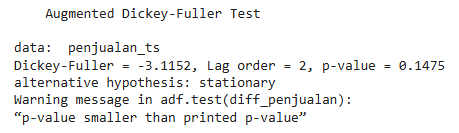 Augmented Dickey-Fuller Test
data:  penjualan_ts
Dickey-Fuller = -3.1152, Lag order = 2, p-value = 0.1475
alternative hypothesis: stationary
Warning message in adf.test(diff_penjualan):
“p-value smaller than printed p-value”